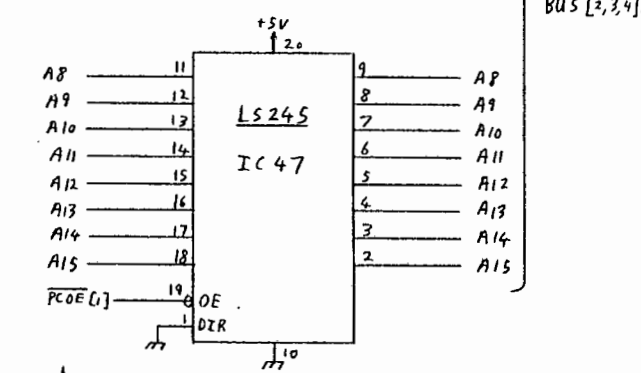 BUS [2,3,4]
+5V
20
A8 11 9 A8
A9 12 8 A9
A10 13 LS245 7 A10
A11 14 6 A11
IC47
A12 15 5 A12
A13 16 4 A13
A14 17 3 A14
A15 18 2 A15
PCOE [1] 19 OE
1 DIR
10